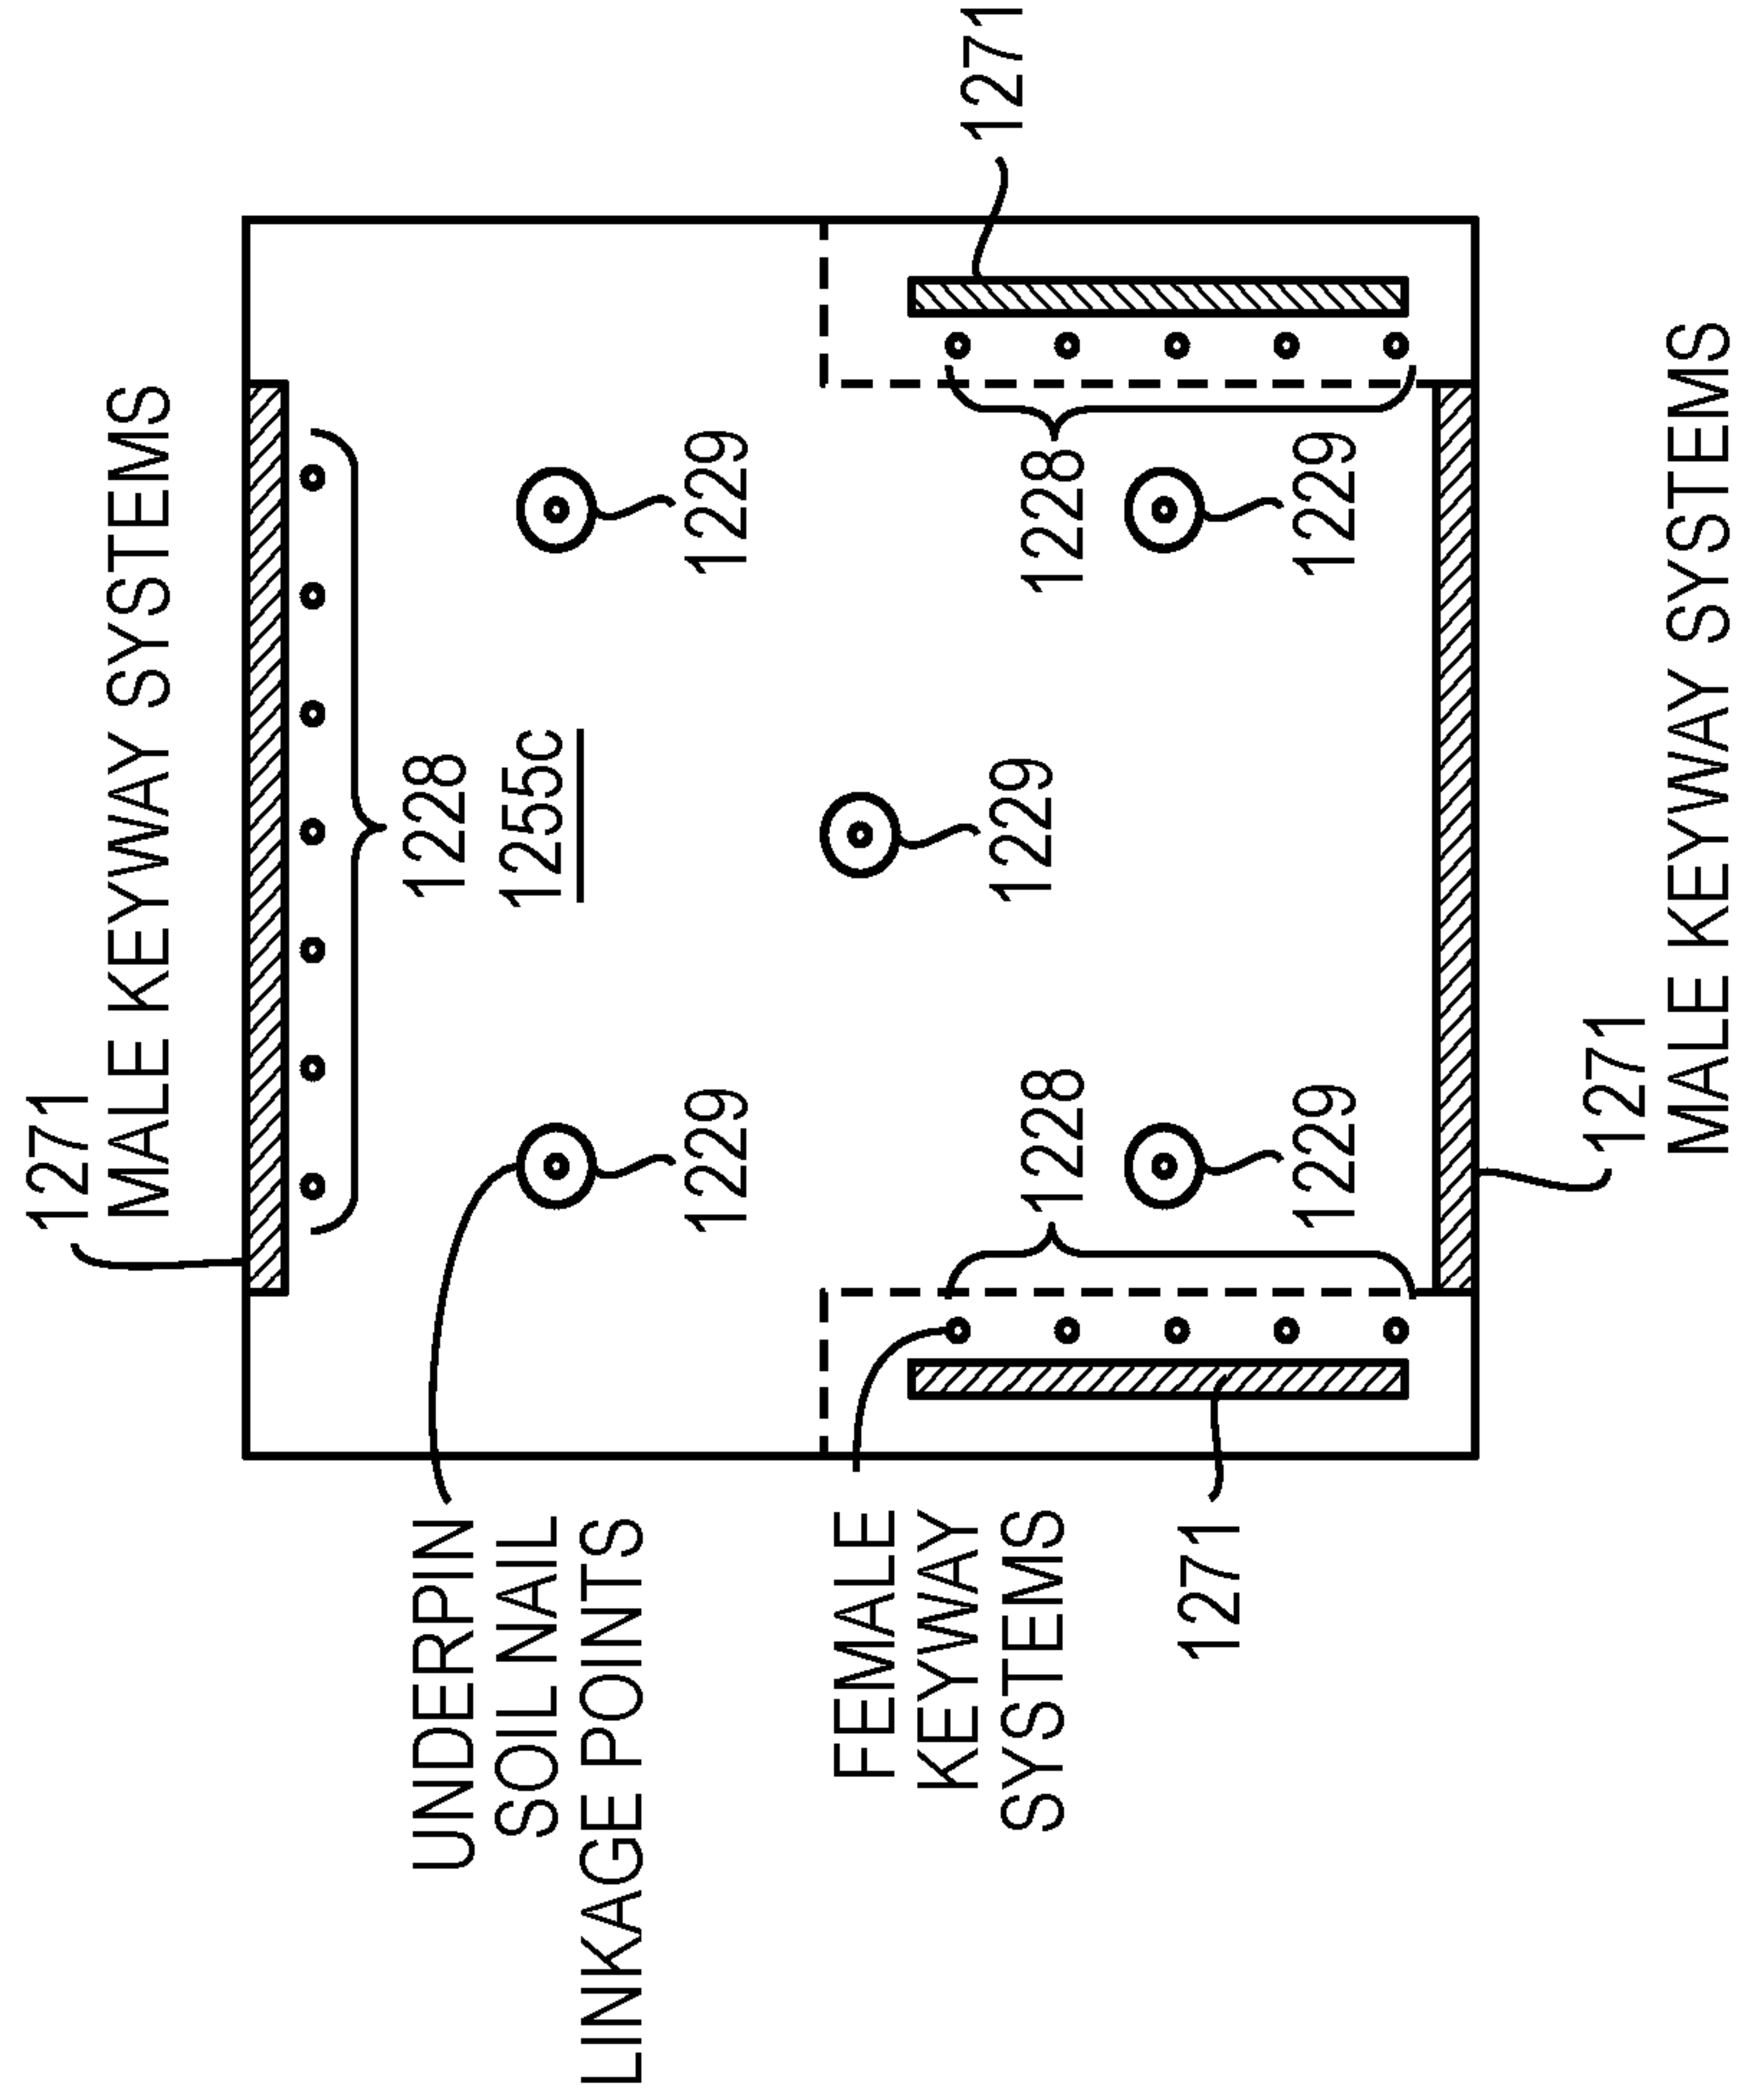 1271
MALE KEYWAY SYSTEMS
UNDERPIN
SOIL NAIL
LINKAGE POINTS
1228
1255c
1229
1229
FEMALE
KEYWAY
SYSTEMS
1229
1271
1228
1228
1271
1229
1229
1271
MALE KEYWAY SYSTEMS